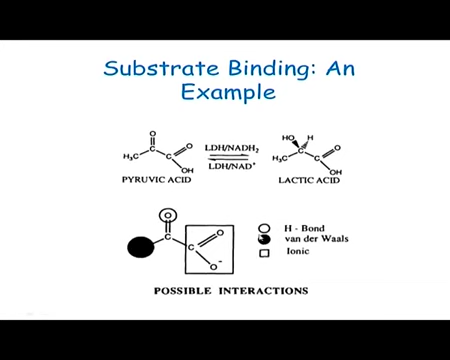 Substrate Binding: An
Example
O
H₃C C C O
OH
PYRUVIC ACID
LDH/NADH₂
LDH/NAD⁺
HO H
H₃C C C O
OH
LACTIC ACID
O
C C O
O⁻
H - Bond
van der Waals
Ionic
POSSIBLE INTERACTIONS